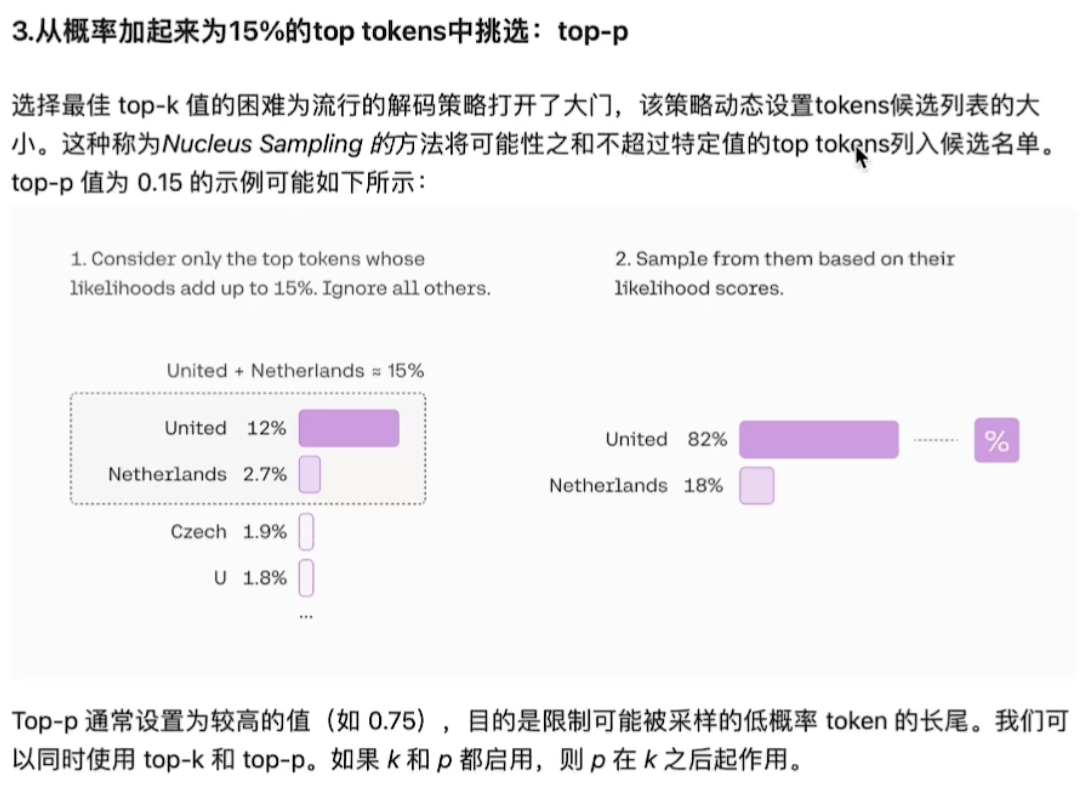 3.从概率加起来为15%的top tokens中挑选：top-p
选择最佳 top-k 值的困难为流行的解码策略打开了大门，该策略动态设置tokens候选列表的大
小。这种称为Nucleus Sampling 的方法将可能性之和不超过特定值的top tokens列入候选名单。
top-p 值为 0.15 的示例可能如下所示：
1. Consider only the top tokens whose
likelihoods add up to 15%. Ignore all others.
United + Netherlands ≈ 15%
United 12%
Netherlands 2.7%
Czech 1.9%
U 1.8%
...
2. Sample from them based on their
likelihood scores.
United 82%
%
Netherlands 18%
Top-p 通常设置为较高的值（如 0.75），目的是限制可能被采样的低概率 token 的长尾。我们可
以同时使用 top-k 和 top-p。如果 k 和 p 都启用，则 p 在 k 之后起作用。